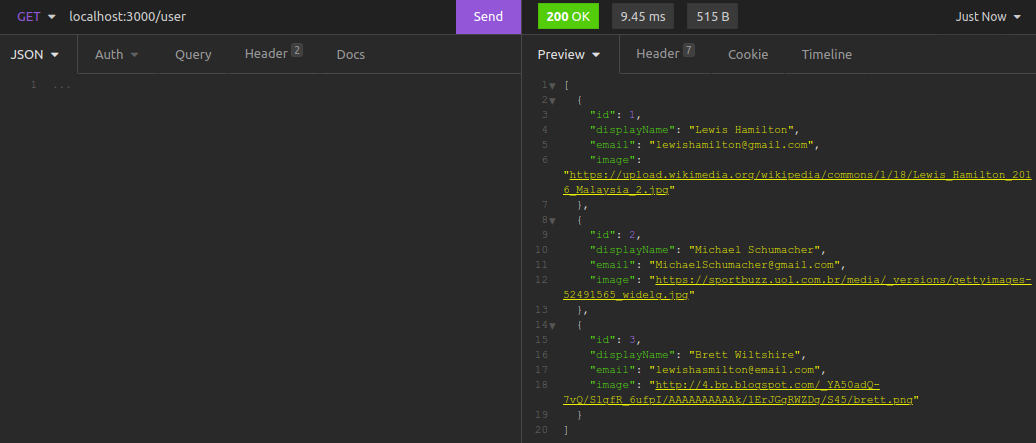 GET localhost:3000/user Send 200 OK 9.45 ms 515 B Just Now
JSON Auth Query Header 2 Docs Preview Header 7 Cookie Timeline
1 ...
1 [
2 {
3 "id": 1,
4 "displayName": "Lewis Hamilton",
5 "email": "lewishamilton@gmail.com",
6 "image":
"https://upload.wikimedia.org/wikipedia/commons/1/18/Lewis_Hamilton_201
6_Malaysia_2.jpg"
7 },
8 {
9 "id": 2,
10 "displayName": "Michael Schumacher",
11 "email": "MichaelSchumacher@gmail.com",
12 "image": "https://sportbuzz.uol.com.br/media/_versions/gettyimages-
52491565_widelg.jpg"
13 },
14 {
15 "id": 3,
16 "displayName": "Brett Wiltshire",
17 "email": "lewishasmilton@email.com",
18 "image": "http://4.bp.blogspot.com/_YA50adQ-
7vQ/S1gfR_6ufpI/AAAAAAAAAAk/1ErJGgRWZDg/S45/brett.png"
19 }
20 ]